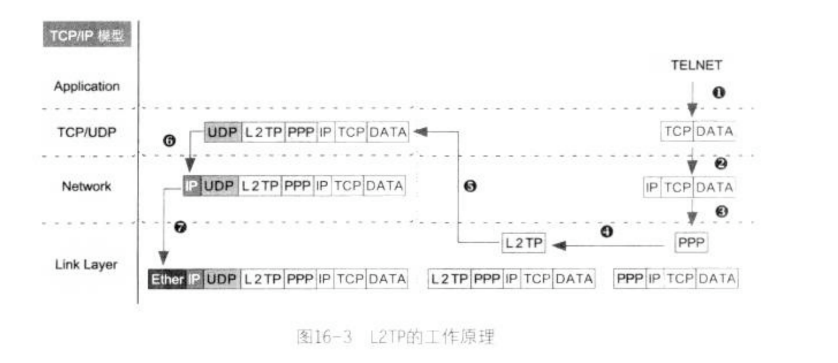 TCP/IP 模型
TELNET
Application
❶
TCP/UDP
❻
UDP L2TP PPP IP TCP DATA
TCP DATA
❷
Network
IP UDP L2TP PPP IP TCP DATA
❺
IP TCP DATA
❸
❼
❹
L2TP
PPP
Link Layer
Ether IP UDP L2TP PPP IP TCP DATA
L2TP PPP IP TCP DATA
PPP IP TCP DATA
图16-3 L2TP的工作原理